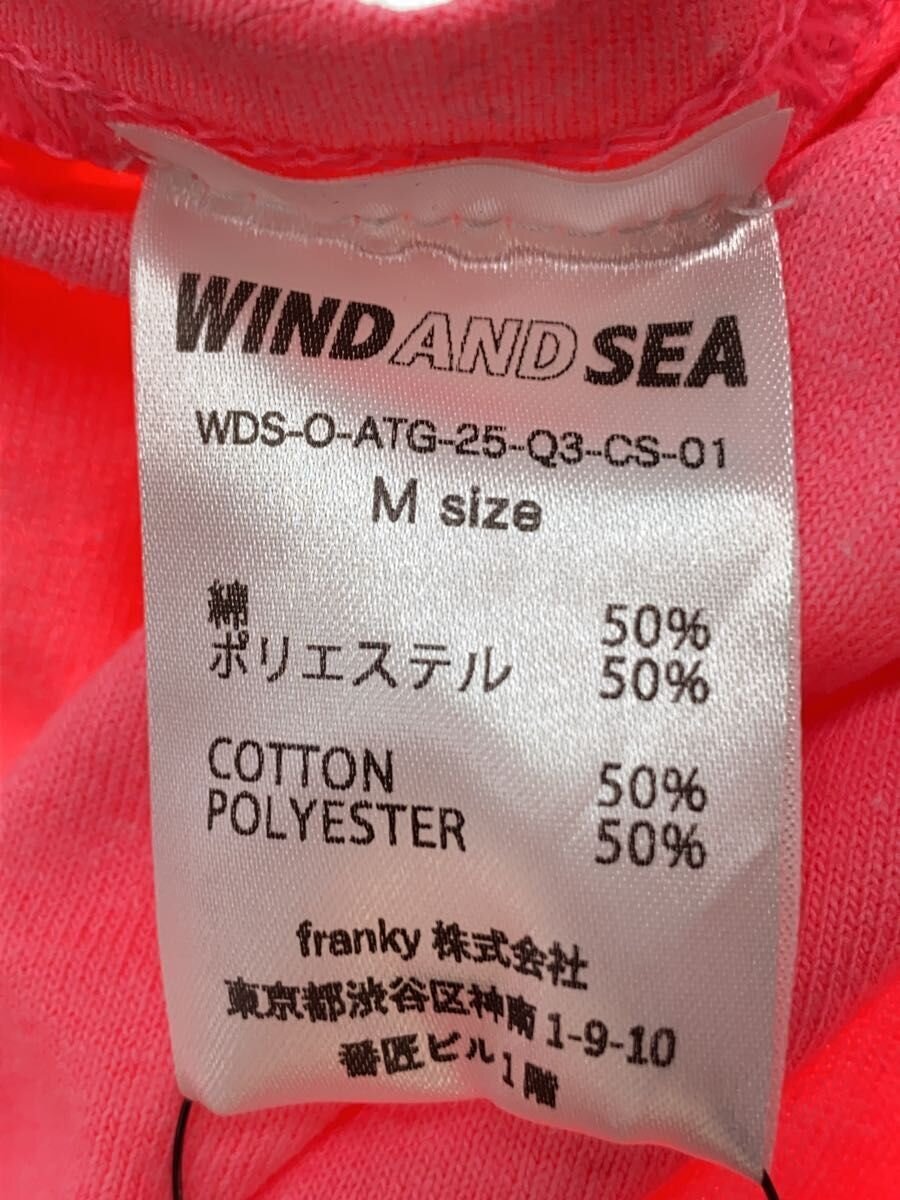 WIND AND SEA
WDS-O-ATG-25-Q3-CS-01
M size
綿 50%
ポリエステル 50%
COTTON 50%
POLYESTER 50%
franky 株式会社
東京都渋谷区神南1-9-10
番匠ビル1階